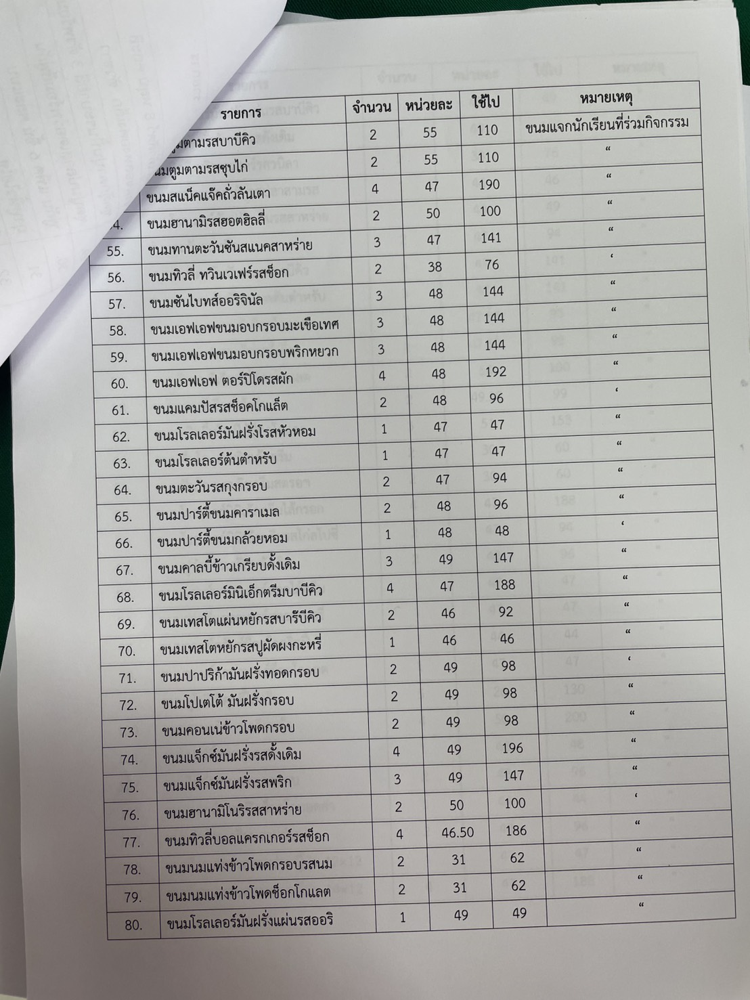 รายการ จำนวน หน่วยละ ใช้ไป หมายเหตุ
ตูมตามรสบาบีคิว 2 55 110 ขนมแจกนักเรียนที่ร่วมกิจกรรม
ขนมตูมตามรสซุบไก่ 2 55 110 “
ขนมสแน็คแจ๊คถั่วลันเตา 4 47 190 “
54. ขนมฮานามิรสฮอตฮิลลี่ 2 50 100 “
55. ขนมทานตะวันซันสแนคสาหร่าย 3 47 141 “
56. ขนมทิวลี่ ทวินเวเฟร์รสช็อก 2 38 76 ‘
57. ขนมซันไบทส์ออริจินัล 3 48 144 “
58. ขนมเอฟเอฟขนมอบกรอบมะเขือเทศ 3 48 144 “
59. ขนมเอฟเอฟขนมอบกรอบพริกหยวก 3 48 144 “
60. ขนมเอฟเอฟ ตอร์ปิโดรสผัก 4 48 192 “
61. ขนมแคมปัสรสช็อคโกแล็ต 2 48 96 ‘
62. ขนมโรลเลอร์มันฝรั่งโรสหัวหอม 1 47 47 “
63. ขนมโรลเลอร์ต้นตำหรับ 1 47 47 “
64. ขนมตะวันรสกุงกรอบ 2 47 94 “
65. ขนมปาร์ตี้ขนมคาราเมล 2 48 96 “
66. ขนมปาร์ตี้ขนมกล้วยหอม 1 48 48 ‘
67. ขนมคาลบี้ข้าวเกรียบดั้งเดิม 3 49 147 “
68. ขนมโรลเลอร์มินิเอ็กตรีมบาบีคิว 4 47 188 “
69. ขนมเทสโตแผ่นหยักรสบาร๊บีคิว 2 46 92 “
70. ขนมเทสโตหยักรสปูผัดผงกะหรี่ 1 46 46 “
71. ขนมปาปริก้ามันฝรั่งทอดกรอบ 2 49 98 ‘
72. ขนมโปเตโต้ มันฝรั่งกรอบ 2 49 98 “
73. ขนมคอนเน่ข้าวโพดกรอบ 2 49 98 “
74. ขนมแจ็กซ์มันฝรั่งรสดั้งเดิม 4 49 196 “
75. ขนมแจ็กซ์มันฝรั่งรสพริก 3 49 147 “
76. ขนมฮานามิโนริรสสาหร่าย 2 50 100 ‘
77. ขนมทิวลี่บอลแครกเกอร์รสช็อก 4 46.50 186 “
78. ขนมนมแท่งข้าวโพดกรอบรสนม 2 31 62 “
79. ขนมนมแท่งข้าวโพดช็อกโกแลต 2 31 62 “
80. ขนมโรลเลอร์มันฝรั่งแผ่นรสออริ 1 49 49 “